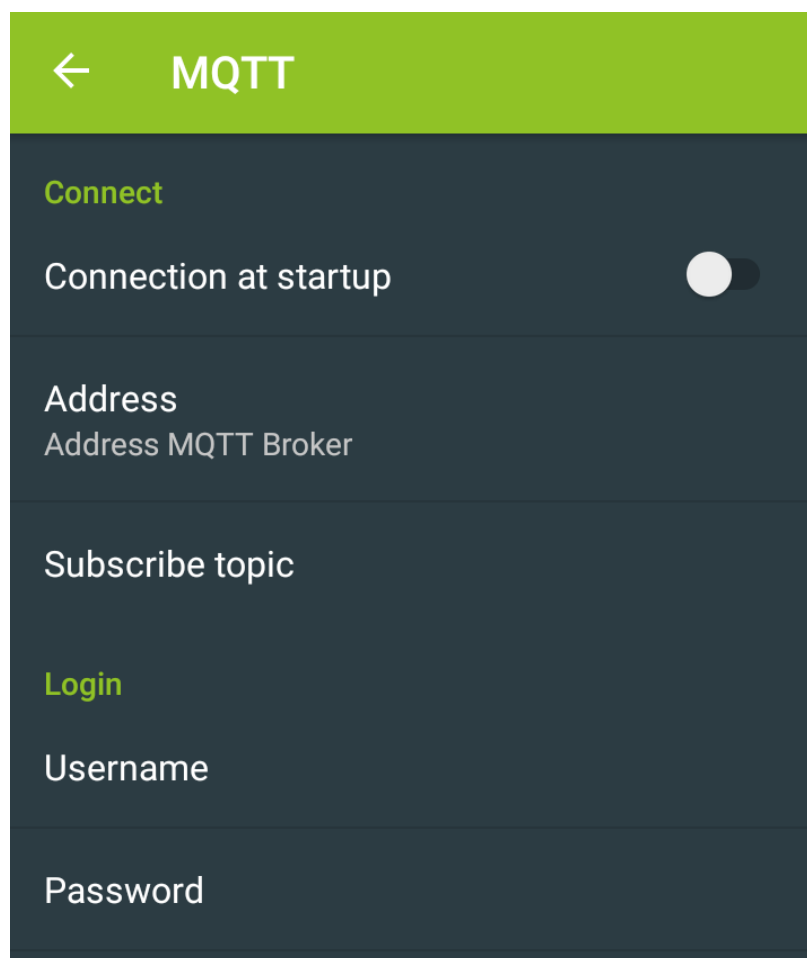 MQTT
Connect
Connection at startup
Address
Address MQTT Broker
Subscribe topic
Login
Username
Password